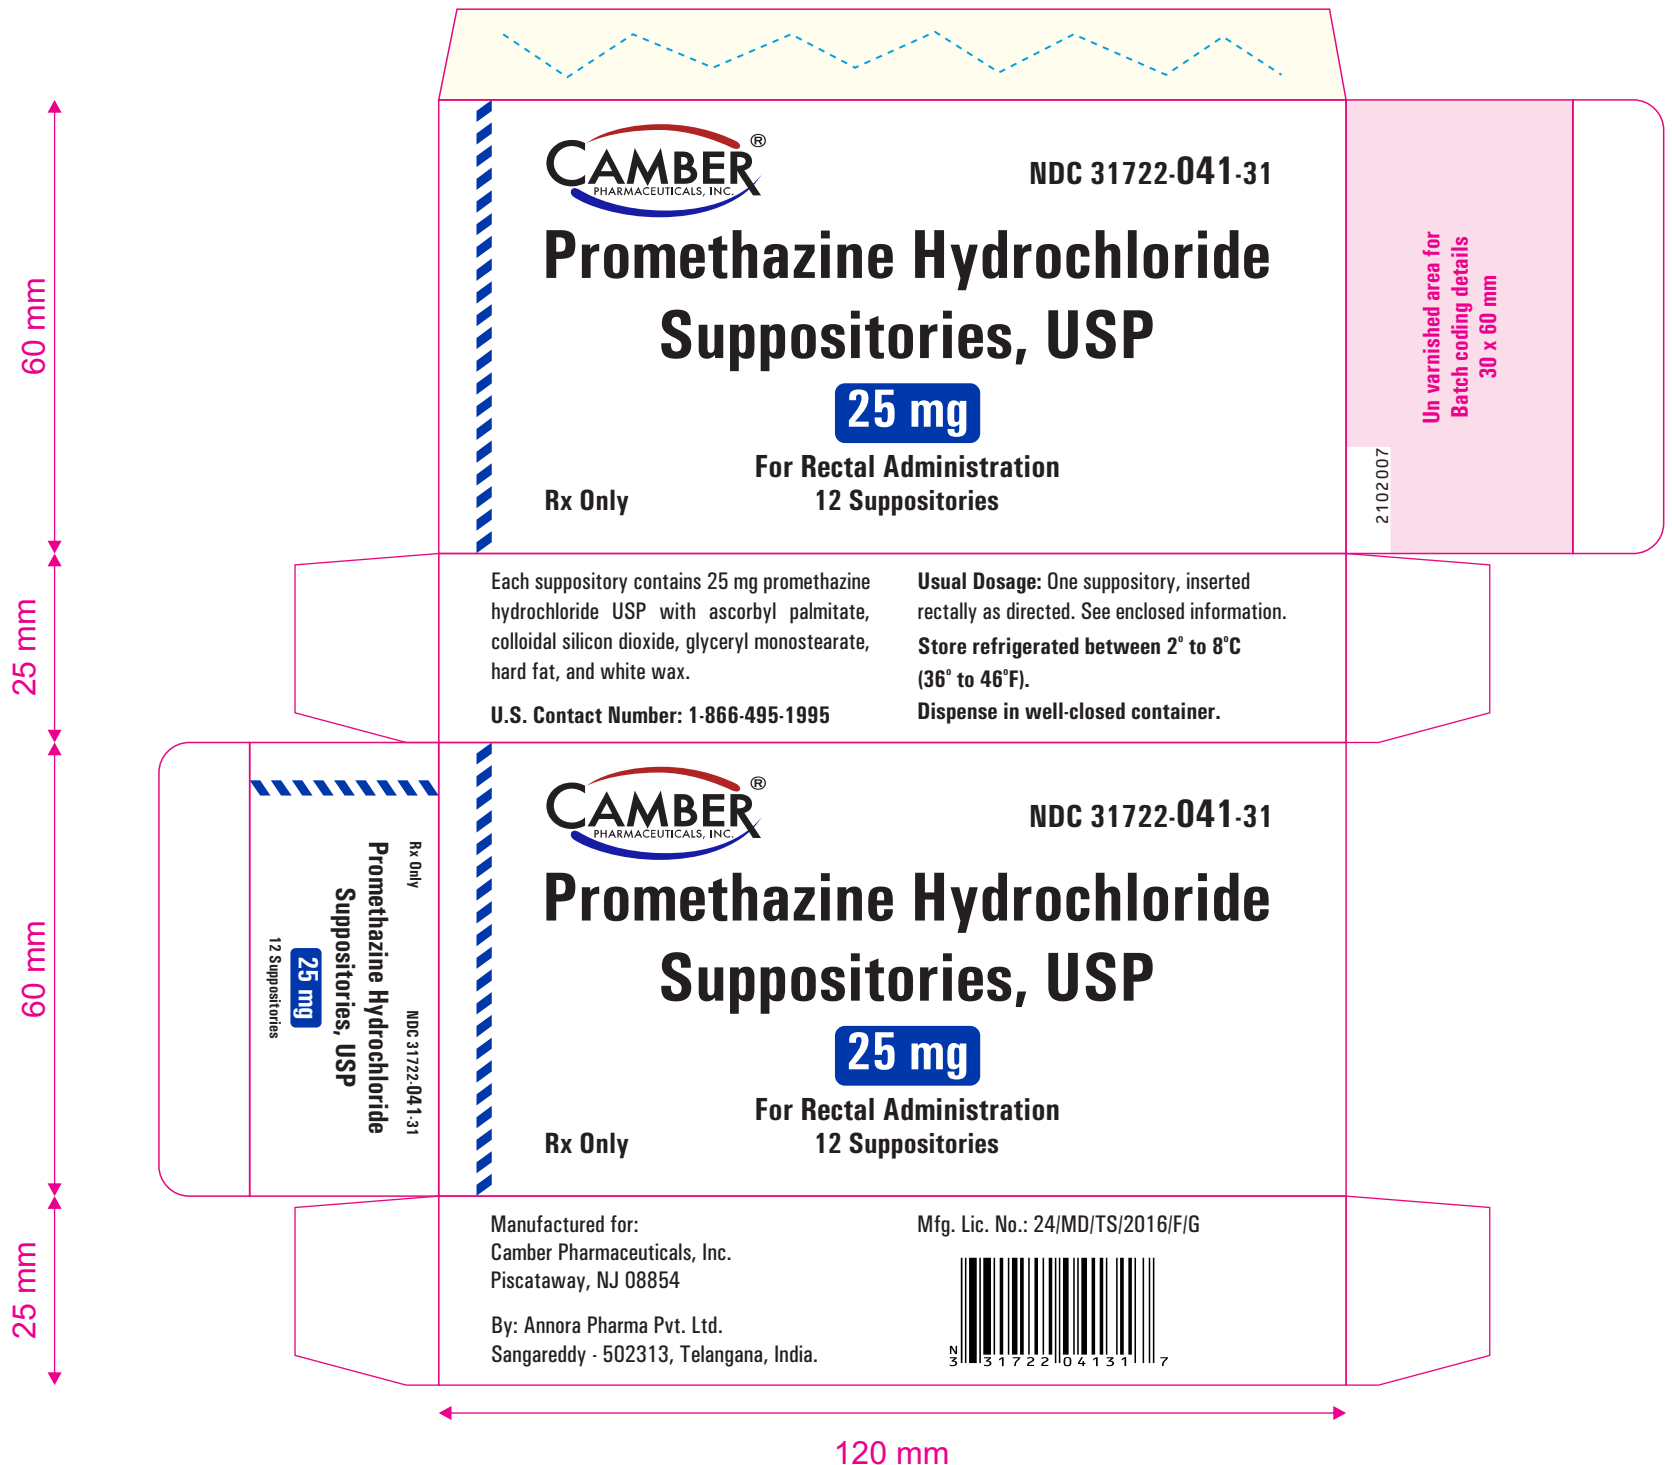 CAMBER®
PHARMACEUTICALS, INC.
NDC 31722-041-31
Promethazine Hydrochloride
Suppositories, USP
25 mg
For Rectal Administration
Rx Only
12 Suppositories
Un varnished area for
Batch coding details
30 x 60 mm
2102007
60 mm
Each suppository contains 25 mg promethazine
hydrochloride USP with ascorbyl palmitate,
colloidal silicon dioxide, glyceryl monostearate,
hard fat, and white wax.
U.S. Contact Number: 1-866-495-1995
Usual Dosage: One suppository, inserted
rectally as directed. See enclosed information.
Store refrigerated between 2° to 8°C
(36° to 46°F).
Dispense in well-closed container.
25 mm
Rx Only
NDC 31722-041-31
Promethazine Hydrochloride
Suppositories, USP
25 mg
12 Suppositories
CAMBER®
PHARMACEUTICALS, INC.
NDC 31722-041-31
Promethazine Hydrochloride
Suppositories, USP
25 mg
For Rectal Administration
Rx Only
12 Suppositories
60 mm
Manufactured for:
Camber Pharmaceuticals, Inc.
Piscataway, NJ 08854
By: Annora Pharma Pvt. Ltd.
Sangareddy - 502313, Telangana, India.
Mfg. Lic. No.: 24/MD/TS/2016/F/G
N
3 31722 04131 7
25 mm
120 mm